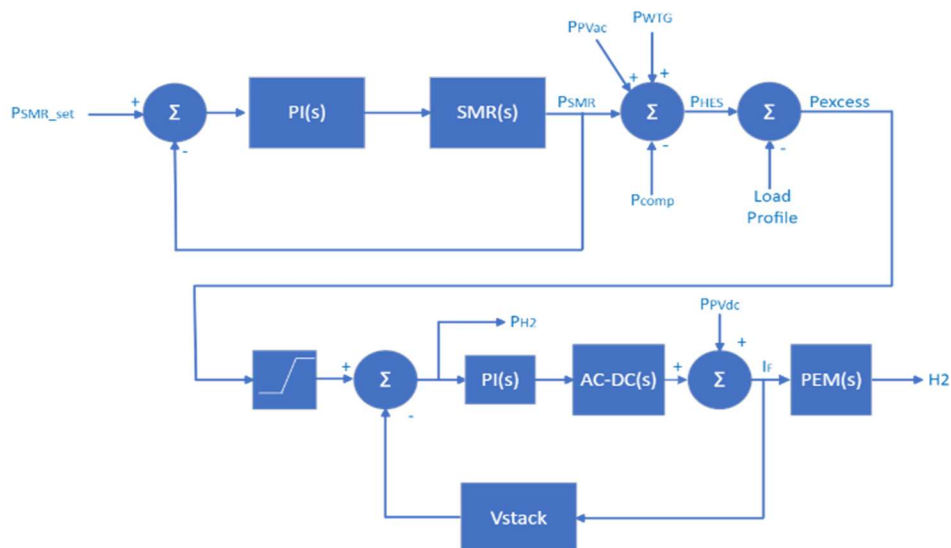 PPVac
PWTG
PSMR_set
+
Σ
-
PI(s)
SMR(s)
PSMR
+
+
Σ
-
PHES
Σ
-
Pexcess
Pcomp
Load
Profile
PH2
PPVdc
+
Σ
-
PI(s)
AC-DC(s)
+
+
Σ
IF
PEM(s)
H2
Vstack